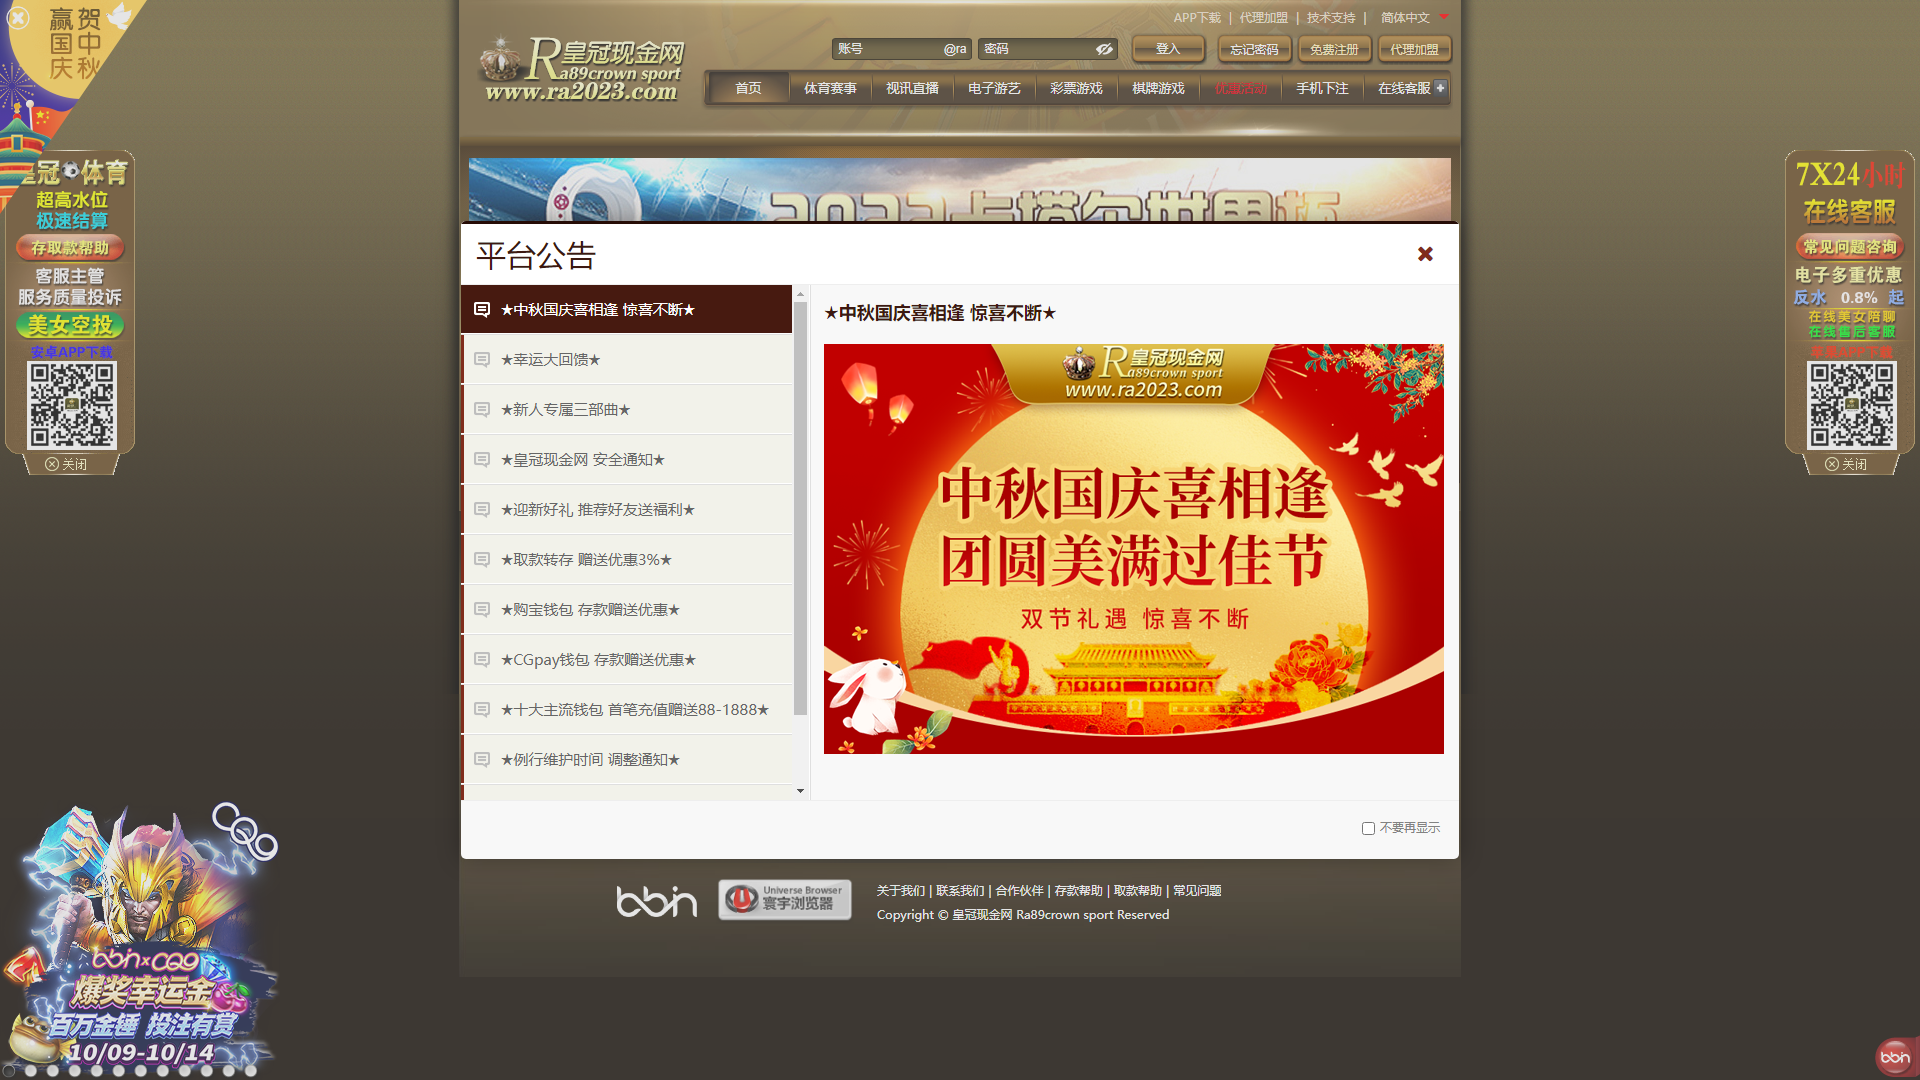 贺中秋
赢国庆
APP下载 | 代理加盟 | 技术支持 | 简体中文
皇冠现金网
Ra89crown sport
www.ra2023.com
账号 @ra 密码 登入 忘记密码 免费注册 代理加盟
首页 体育赛事 视讯直播 电子游艺 彩票游戏 棋牌游戏 优惠活动 手机下注 在线客服
2022卡塔尔世界杯
皇冠体育
超高水位
极速结算
存取款帮助
客服主管
服务质量投诉
美女空投
安卓APP下载
关闭
7X24小时
在线客服
常见问题咨询
电子多重优惠
反水 0.8% 起
在线美女陪聊
在线售后客服
苹果APP下载
关闭
平台公告
★中秋国庆喜相逢 惊喜不断★
★幸运大回馈★
★新人专属三部曲★
★皇冠现金网 安全通知★
★迎新好礼 推荐好友送福利★
★取款转存 赠送优惠3%★
★购宝钱包 存款赠送优惠★
★CGpay钱包 存款赠送优惠★
★十大主流钱包 首笔充值赠送88-1888★
★例行维护时间 调整通知★
★中秋国庆喜相逢 惊喜不断★
皇冠现金网
Ra89crown sport
www.ra2023.com
中秋国庆喜相逢
团圆美满过佳节
双节礼遇 惊喜不断
不要再显示
CQ9
bbin x CQ9
爆奖幸运金
百万金锤 投注有赏
10/09-10/14
bbin
Universe Browser
寰宇浏览器
关于我们 | 联系我们 | 合作伙伴 | 存款帮助 | 取款帮助 | 常见问题
Copyright © 皇冠现金网 Ra89crown sport Reserved
bbin